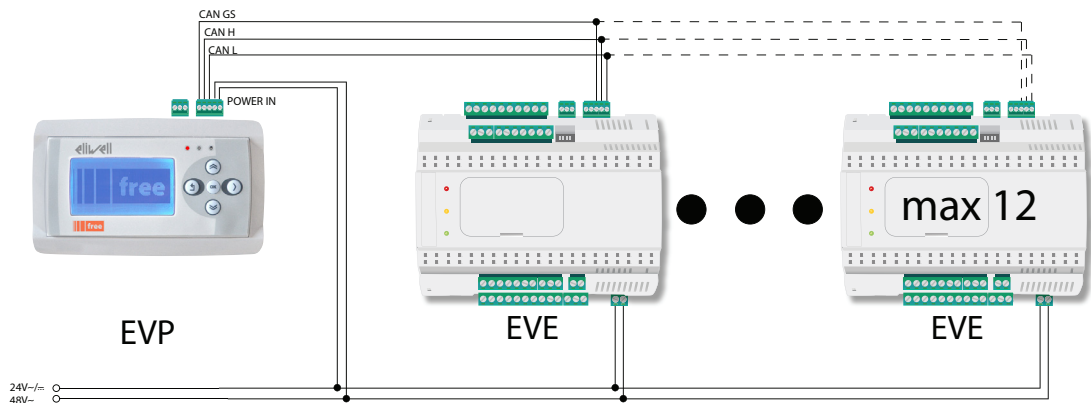 CAN GS
CAN H
CAN L
POWER IN
eliwell
free
free
max 12
EVP
EVE
EVE
24V~/⎓
48V~